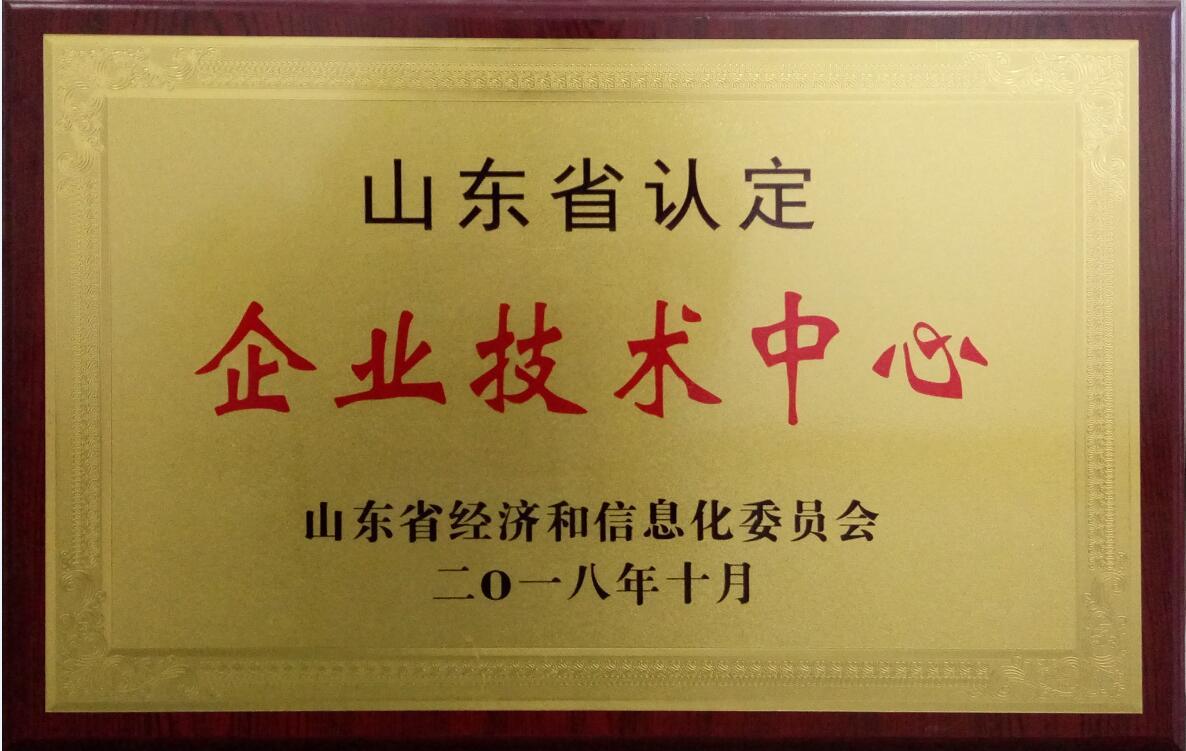 山东省认定
企业技术中心
山东省经济和信息化委员会
二O一八年十月